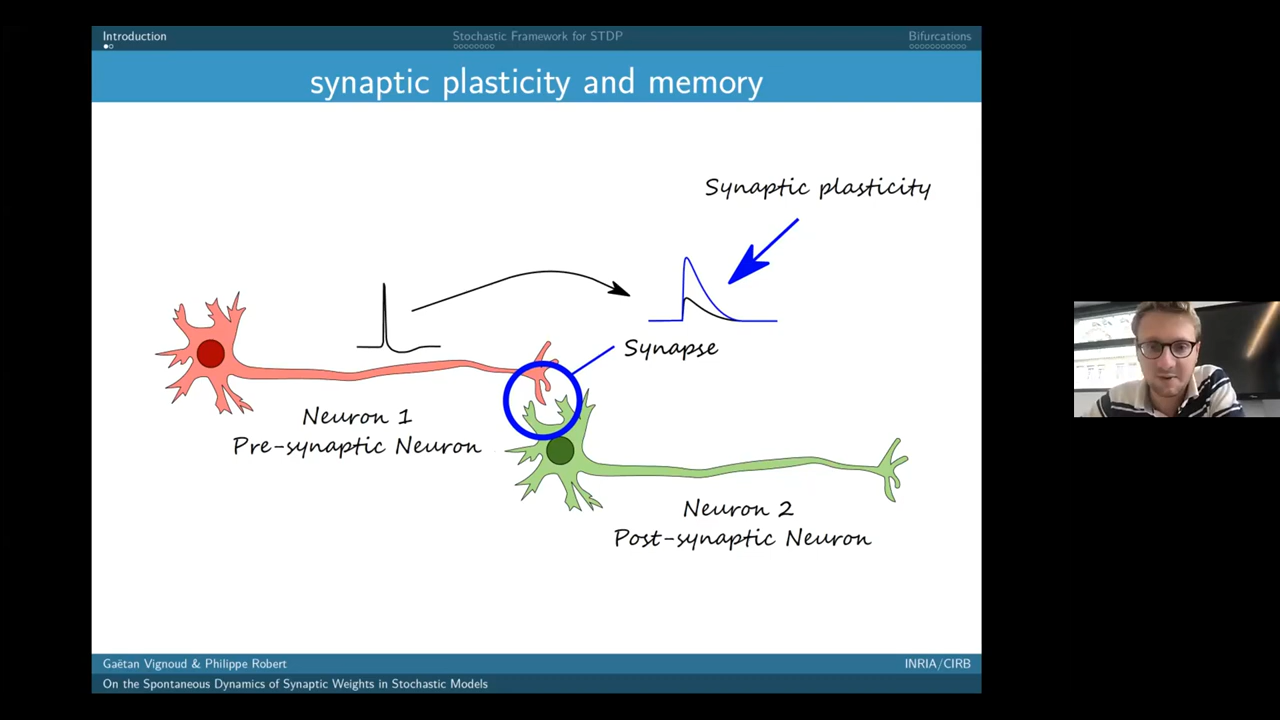 Introduction
Stochastic Framework for STDP
Bifurcations
synaptic plasticity and memory
Synaptic plasticity
Synapse
Neuron 1
Pre-synaptic Neuron
Neuron 2
Post-synaptic Neuron
Gaëtan Vignoud & Philippe Robert
INRIA/CIRB
On the Spontaneous Dynamics of Synaptic Weights in Stochastic Models